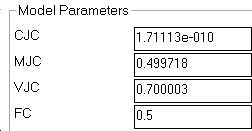 Model Parameters
CJC 1.71113e-010
MJC 0.499718
VJC 0.700003
FC 0.5